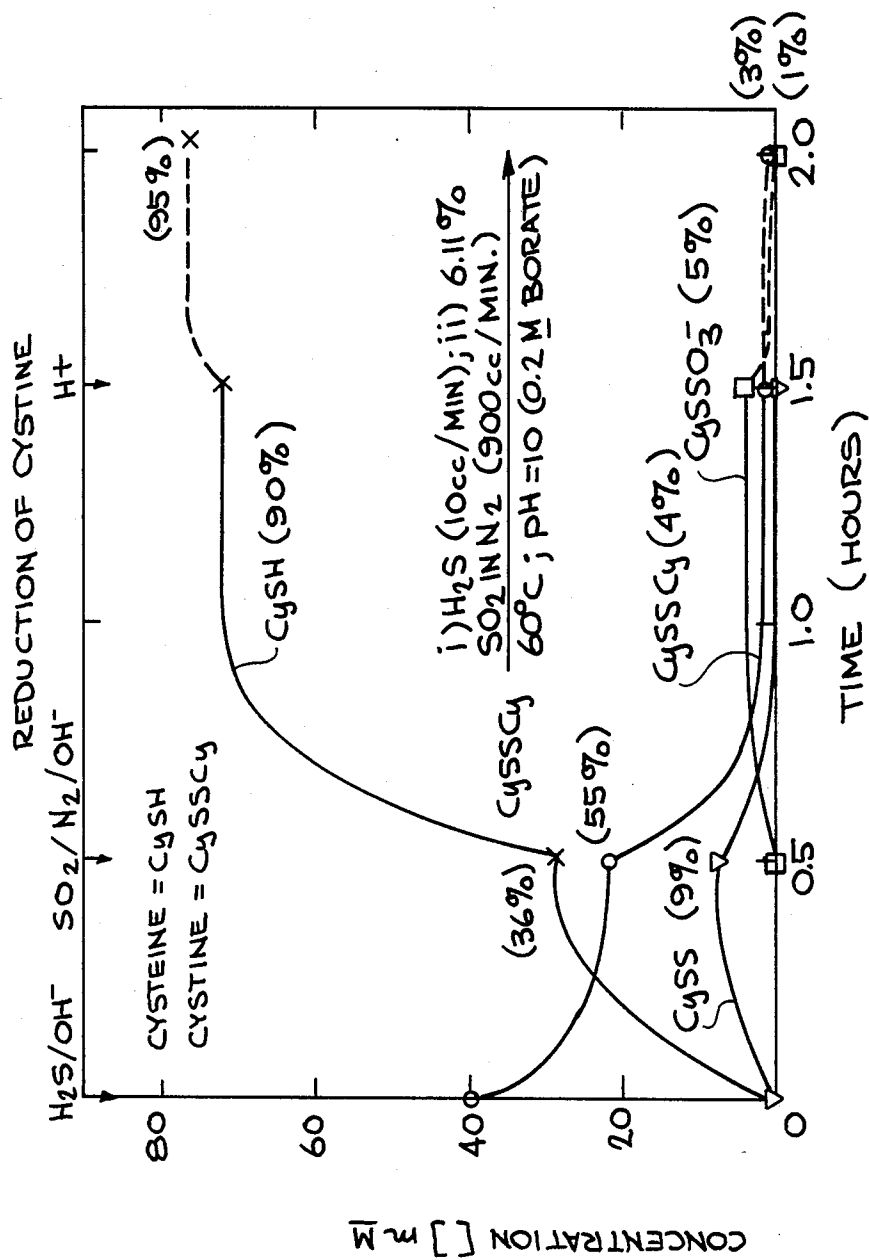 REDUCTION OF CYSTINE
H2S/OH- SO2/N2/OH- H+
CYSTEINE = CySH
CYSTINE = CySSCy
(95%)
CySH (90%)
i) H2S (10cc/MIN); ii) 6.11%
SO2 IN N2 (900cc/MIN.)
CySSCy
60°C ; pH = 10 (0.2 M BORATE)
(36%)
(55%)
CySS (9%)
CySSCy (4%)
CySSO3- (5%)
(3%)
(1%)
80
60
40
20
0
0.5
1.0
1.5
2.0
TIME (HOURS)
CONCENTRATION [ ] m M